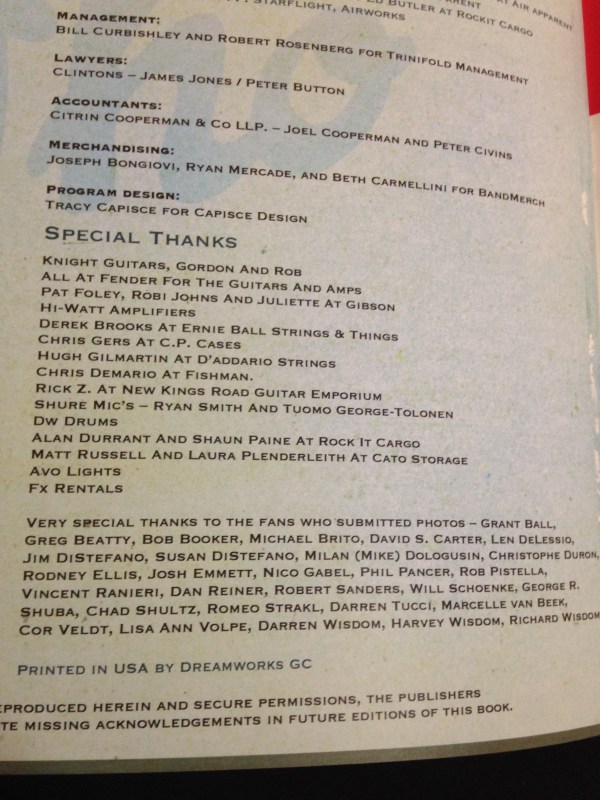 AT AIR APPARENT
ED BUTLER AT ROCKIT CARGO
STARFLIGHT, AIRWORKS
MANAGEMENT:
BILL CURBISHLEY AND ROBERT ROSENBERG FOR TRINIFOLD MANAGEMENT
LAWYERS:
CLINTONS – JAMES JONES / PETER BUTTON
ACCOUNTANTS:
CITRIN COOPERMAN & CO LLP. – JOEL COOPERMAN AND PETER CIVINS
MERCHANDISING:
JOSEPH BONGIOVI, RYAN MERCADE, AND BETH CARMELLINI FOR BANDMERCH
PROGRAM DESIGN:
TRACY CAPISCE FOR CAPISCE DESIGN
SPECIAL THANKS
KNIGHT GUITARS, GORDON AND ROB
ALL AT FENDER FOR THE GUITARS AND AMPS
PAT FOLEY, ROBI JOHNS AND JULIETTE AT GIBSON
HI-WATT AMPLIFIERS
DEREK BROOKS AT ERNIE BALL STRINGS & THINGS
CHRIS GERS AT C.P. CASES
HUGH GILMARTIN AT D'ADDARIO STRINGS
CHRIS DEMARIO AT FISHMAN.
RICK Z. AT NEW KINGS ROAD GUITAR EMPORIUM
SHURE MIC'S – RYAN SMITH AND TUOMO GEORGE-TOLONEN
DW DRUMS
ALAN DURRANT AND SHAUN PAINE AT ROCK IT CARGO
MATT RUSSELL AND LAURA PLENDERLEITH AT CATO STORAGE
AVO LIGHTS
FX RENTALS
VERY SPECIAL THANKS TO THE FANS WHO SUBMITTED PHOTOS – GRANT BALL,
GREG BEATTY, BOB BOOKER, MICHAEL BRITO, DAVID S. CARTER, LEN DELESSIO,
JIM DISTEFANO, SUSAN DISTEFANO, MILAN (MIKE) DOLOGUSIN, CHRISTOPHE DURON,
RODNEY ELLIS, JOSH EMMETT, NICO GABEL, PHIL PANCER, ROB PISTELLA,
VINCENT RANIERI, DAN REINER, ROBERT SANDERS, WILL SCHOENKE, GEORGE R.
SHUBA, CHAD SHULTZ, ROMEO STRAKL, DARREN TUCCI, MARCELLE VAN BEEK,
COR VELDT, LISA ANN VOLPE, DARREN WISDOM, HARVEY WISDOM, RICHARD WISDOM
PRINTED IN USA BY DREAMWORKS GC
EPRODUCED HEREIN AND SECURE PERMISSIONS, THE PUBLISHERS
TE MISSING ACKNOWLEDGEMENTS IN FUTURE EDITIONS OF THIS BOOK.